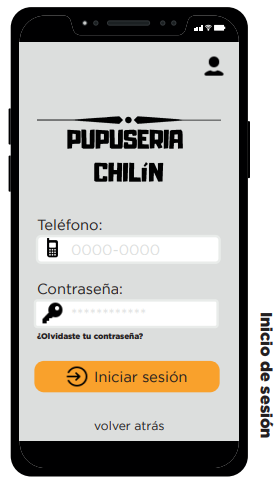 PUPUSERIA
CHILíN
Teléfono:
0000-0000
Contraseña:
************
¿Olvidaste tu contraseña?
Iniciar sesión
volver atrás
Inicio de sesión